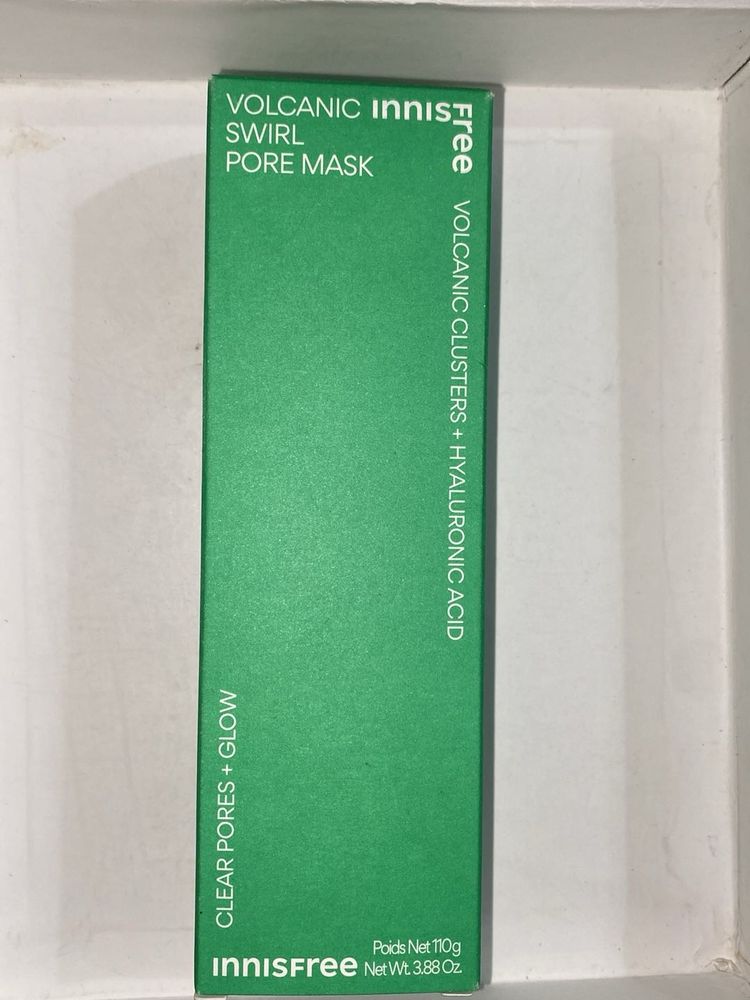 VOLCANIC
SWIRL
PORE MASK
INNISFree
VOLCANIC CLUSTERS + HYALURONIC ACID
CLEAR PORES + GLOW
INNISFree
Poids Net 110g
Net Wt. 3.88 Oz.